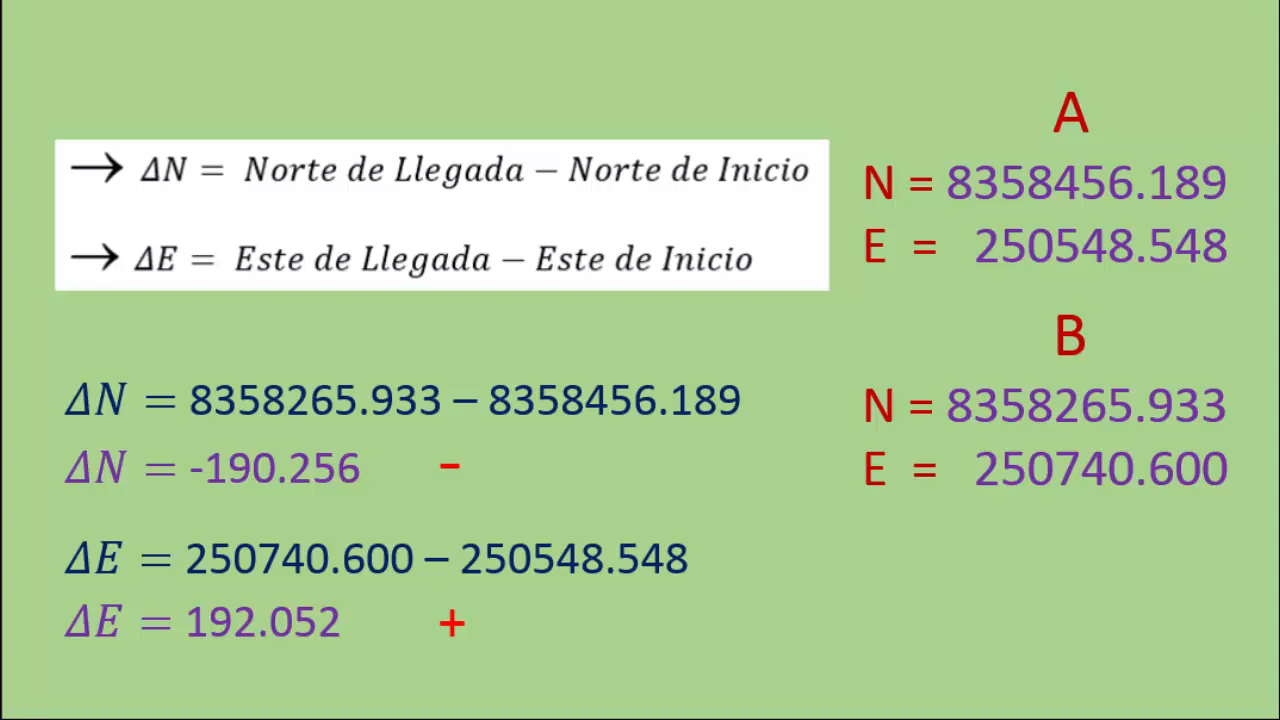 → ΔN = Norte de Llegada − Norte de Inicio
→ ΔE = Este de Llegada − Este de Inicio
A
N = 8358456.189
E = 250548.548
B
N = 8358265.933
E = 250740.600
ΔN = 8358265.933 – 8358456.189
ΔN = -190.256 -
ΔE = 250740.600 – 250548.548
ΔE = 192.052 +